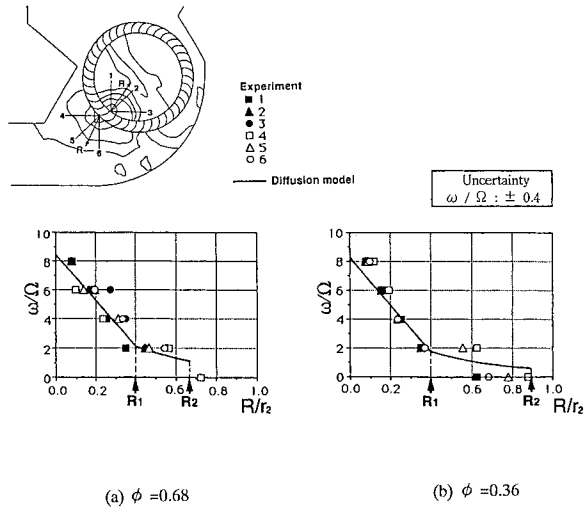 R
1
2
3
4
5
R
6
Experiment
■ 1
▲ 2
● 3
□ 4
△ 5
○ 6
Diffusion model
Uncertainty
ω / Ω : ± 0.4
ω/Ω
10
8
6
4
2
0
0.0 0.2 0.4 0.6 0.8 1.0
R1 R2 R/r2
(a) φ =0.68
ω/Ω
10
8
6
4
2
0
0.0 0.2 0.4 0.6 0.8 1.0
R1 R2 R/r2
(b) φ =0.36